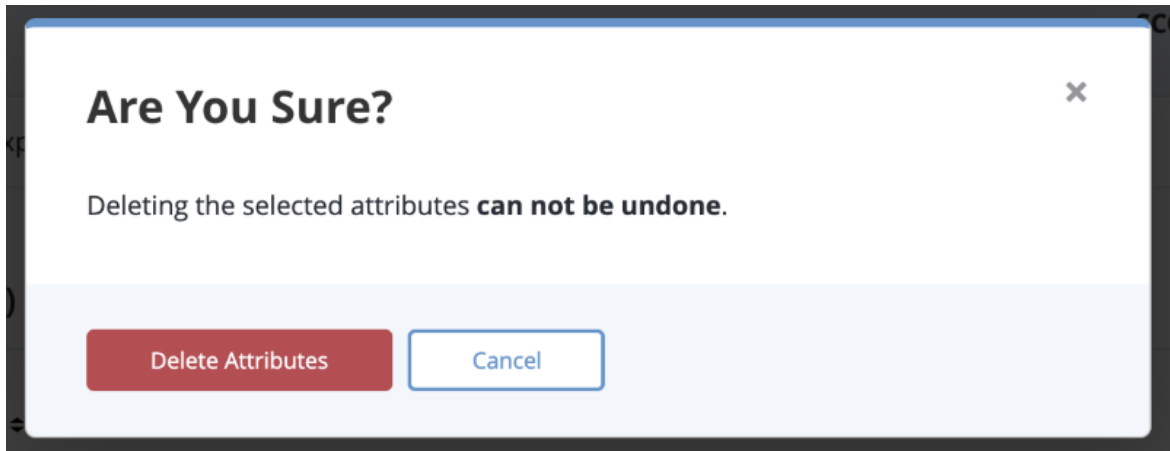 Are You Sure?
Deleting the selected attributes can not be undone.
Delete Attributes
Cancel